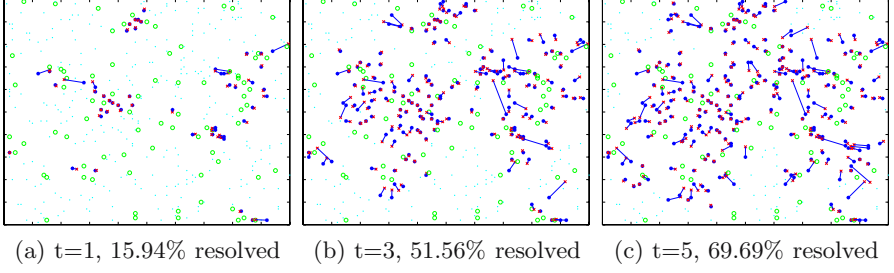 (a) t=1, 15.94% resolved
(b) t=3, 51.56% resolved
(c) t=5, 69.69% resolved